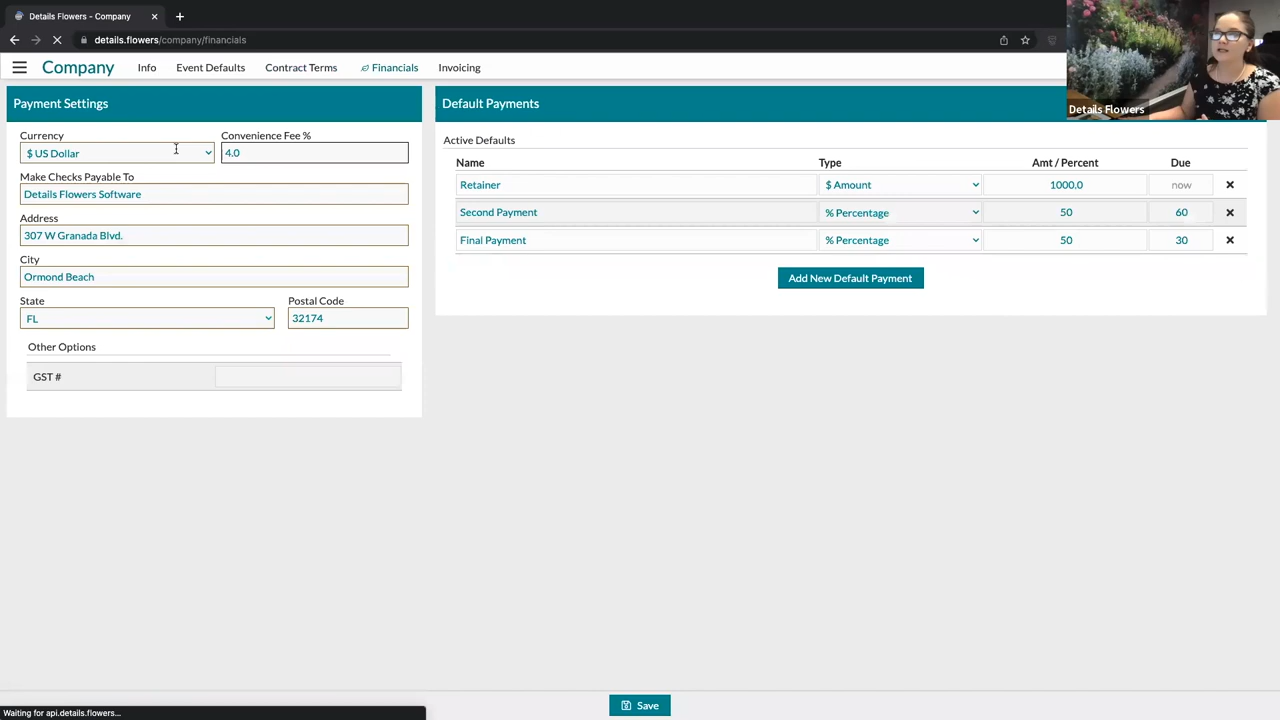 Details Flowers - Company
details.flowers/company/financials
Company Info Event Defaults Contract Terms Financials Invoicing
Details Flowers
Payment Settings
Currency Convenience Fee %
$ US Dollar 4.0
Make Checks Payable To
Details Flowers Software
Address
307 W Granada Blvd.
City
Ormond Beach
State Postal Code
FL 32174
Other Options
GST #
Default Payments
Active Defaults
Name Type Amt / Percent Due
Retainer $ Amount 1000.0 now
Second Payment % Percentage 50 60
Final Payment % Percentage 50 30
Add New Default Payment
Save
Waiting for api.details.flowers...